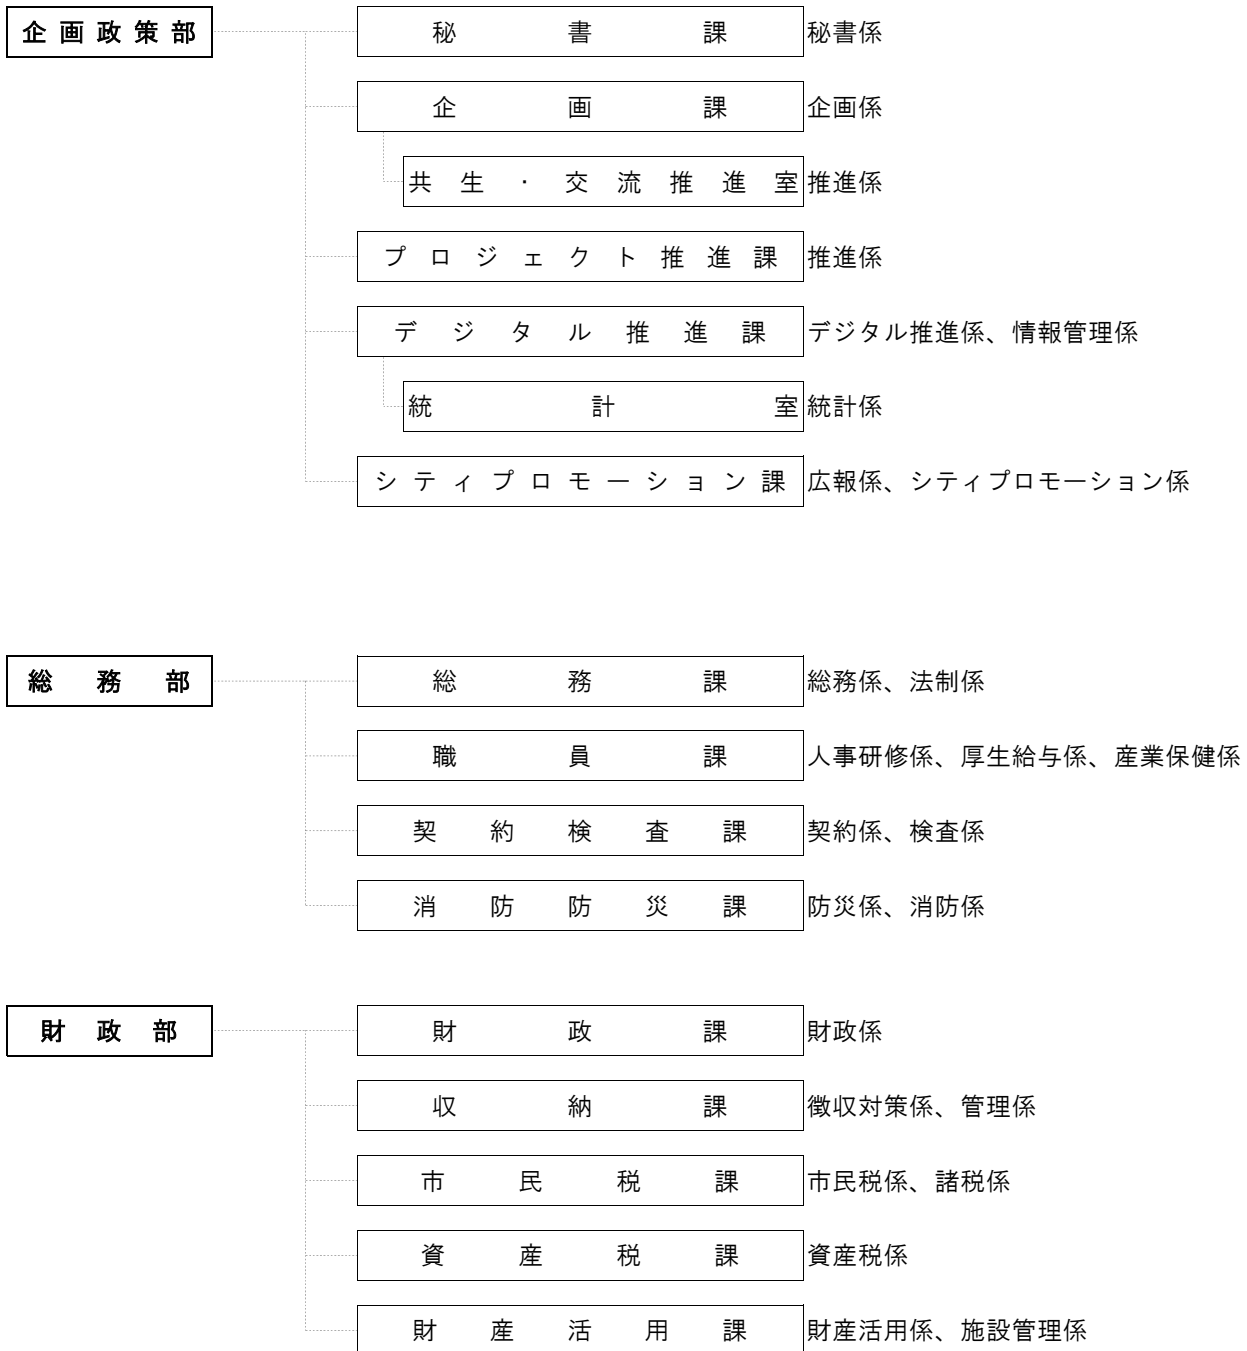 企画政策部 秘書課 秘書係
企画課 企画係
共生・交流推進室 推進係
プロジェクト推進課 推進係
デジタル推進課 デジタル推進係、情報管理係
統計室 統計係
シティプロモーション課 広報係、シティプロモーション係
総務部 総務課 総務係、法制係
職員課 人事研修係、厚生給与係、産業保健係
契約検査課 契約係、検査係
消防防災課 防災係、消防係
財政部 財政課 財政係
収納課 徴収対策係、管理係
市民税課 市民税係、諸税係
資産税課 資産税係
財産活用課 財産活用係、施設管理係